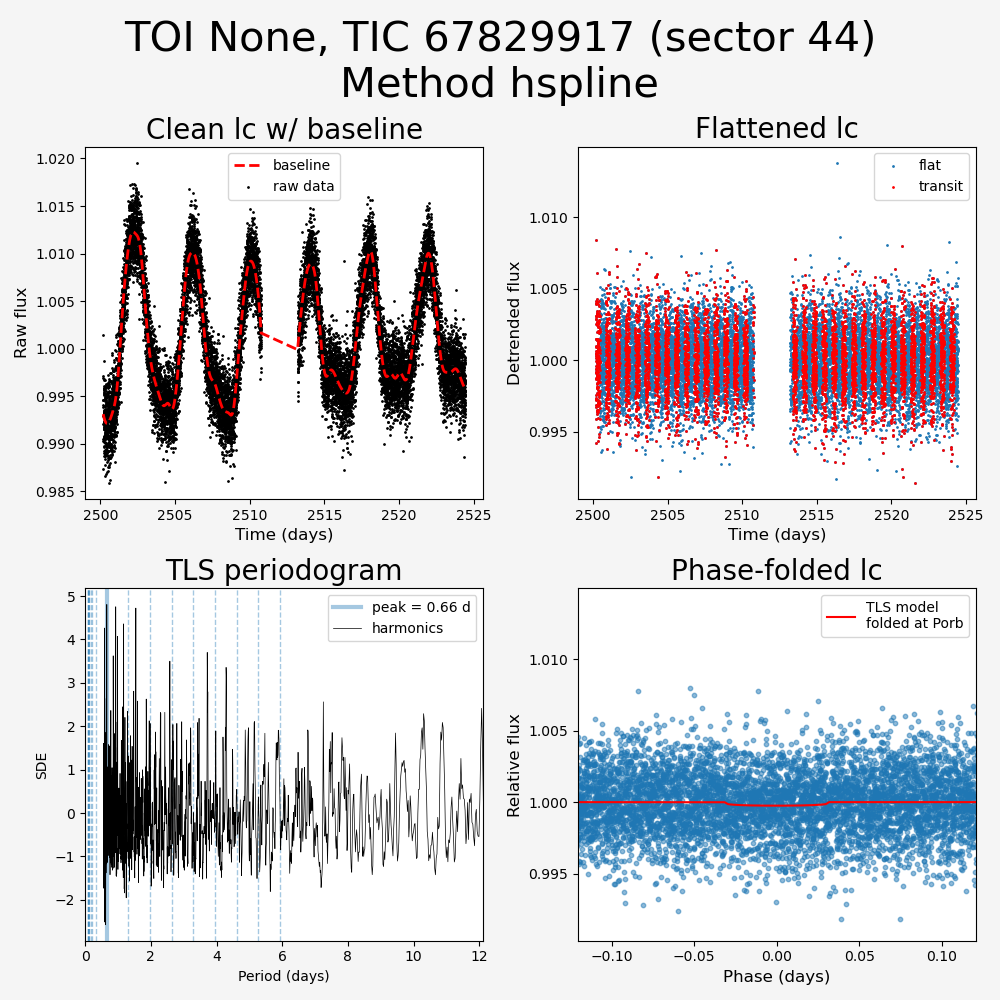 TOI None, TIC 67829917 (sector 44)
Method hspline
Clean lc w/ baseline
Raw flux
1.020
1.015
1.010
1.005
1.000
0.995
0.990
0.985
baseline
raw data
2500 2505 2510 2515 2520 2525
Time (days)
Flattened lc
Detrended flux
1.010
1.005
1.000
0.995
flat
transit
2500 2505 2510 2515 2520 2525
Time (days)
TLS periodogram
SDE
5
4
3
2
1
0
−1
−2
peak = 0.66 d
harmonics
0 2 4 6 8 10 12
Period (days)
Phase-folded lc
Relative flux
1.010
1.005
1.000
0.995
TLS model
folded at Porb
−0.10 −0.05 0.00 0.05 0.10
Phase (days)